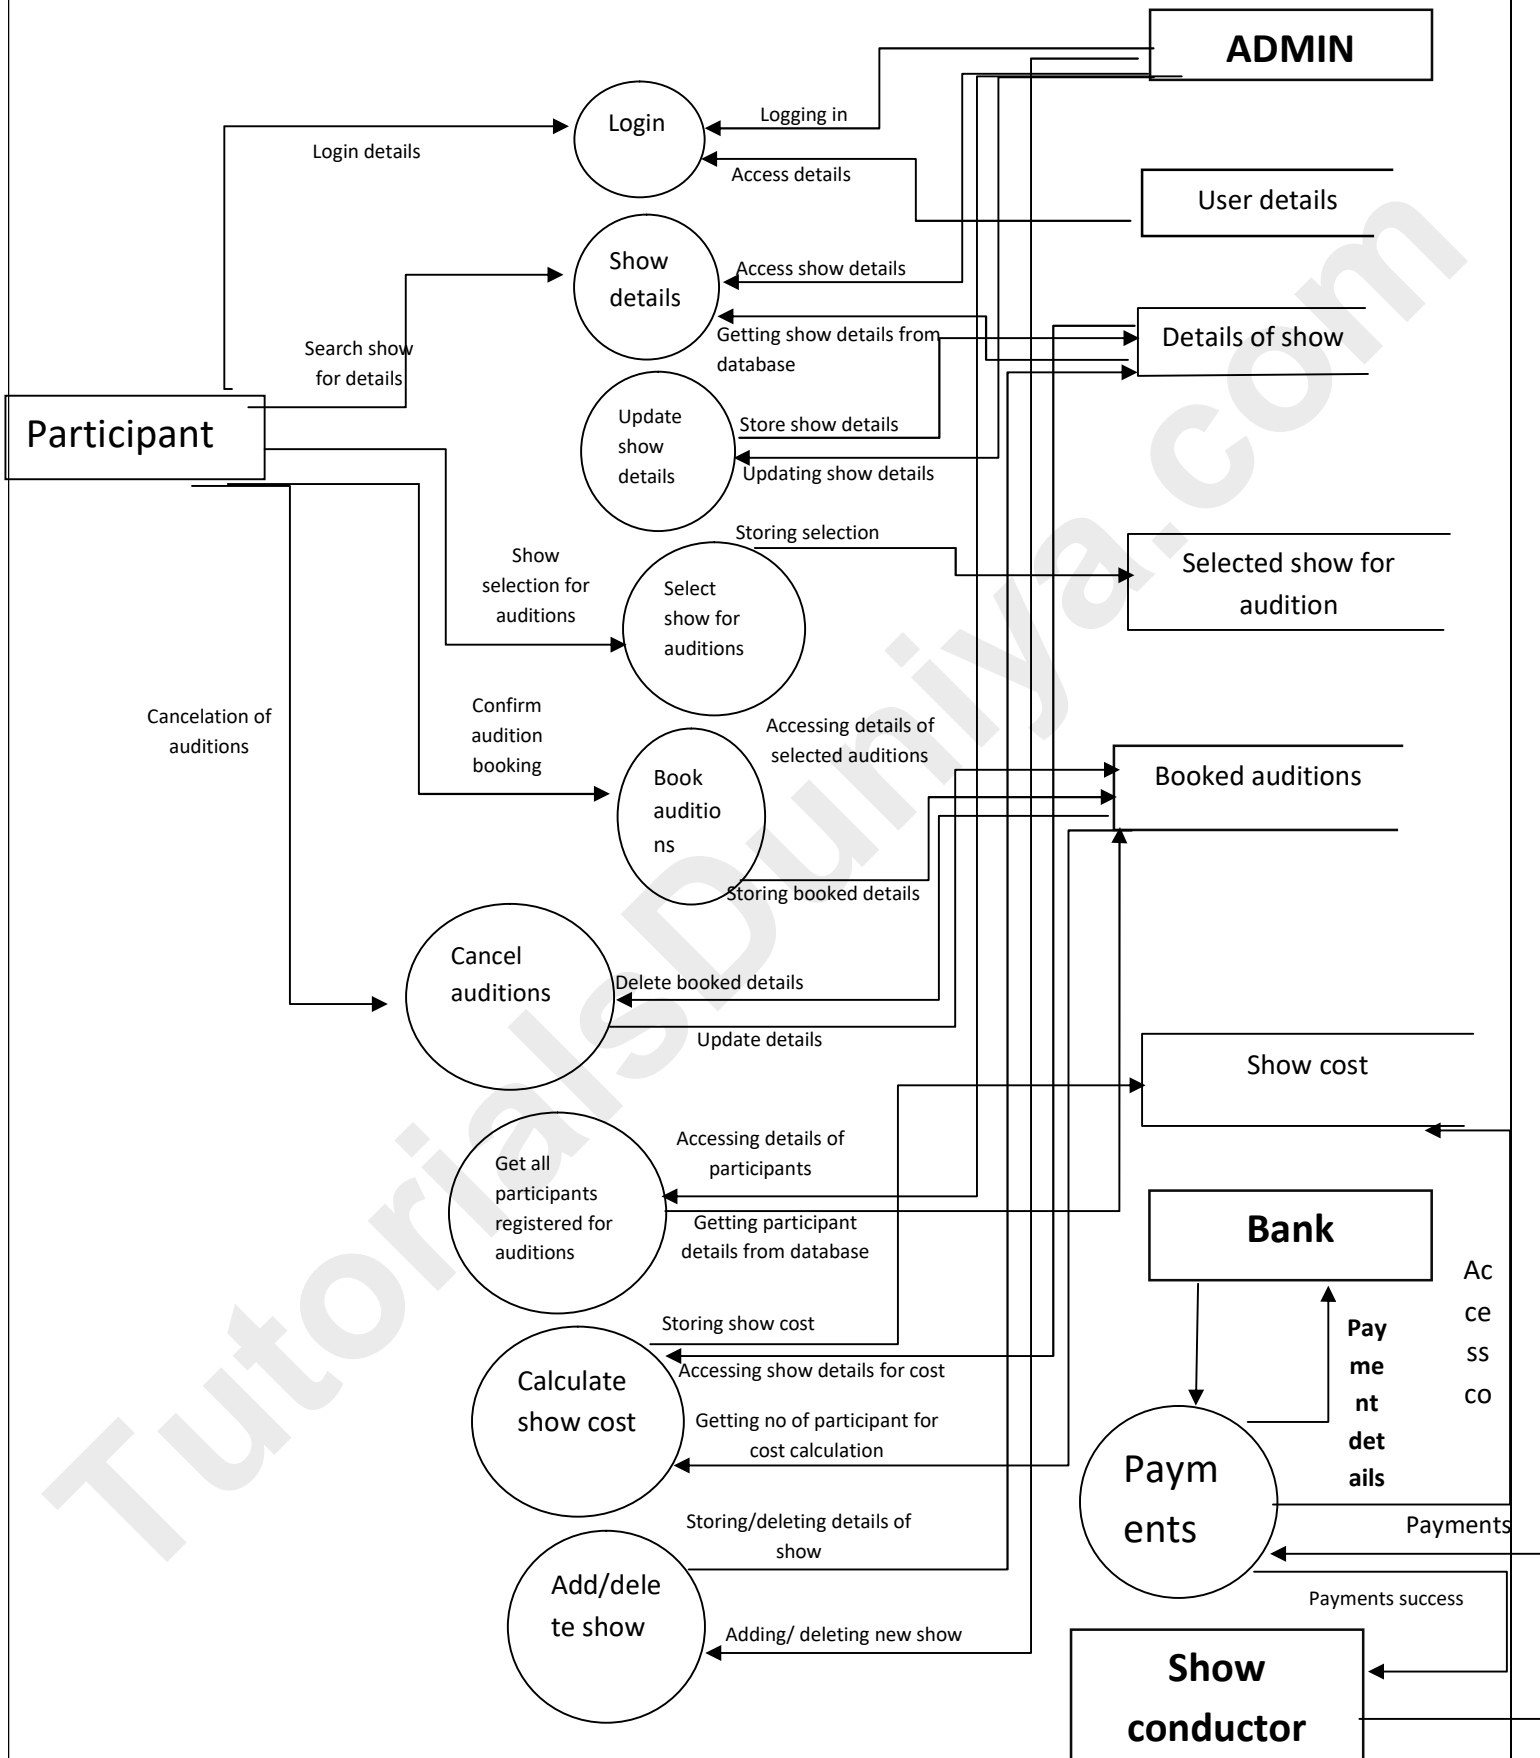 ADMIN
Login
Logging in
Login details
Access details
User details
Show
details
Access show details
Getting show details from
database
Details of show
Search show
for details
Participant
Update
show
details
Store show details
Updating show details
Storing selection
Show
selection for
auditions
Select
show for
auditions
Selected show for
audition
Cancelation of
auditions
Confirm
audition
booking
Accessing details of
selected auditions
Book
auditio
ns
Booked auditions
Storing booked details
Cancel
auditions
Delete booked details
Update details
Show cost
Accessing details of
participants
Get all
participants
registered for
auditions
Getting participant
details from database
Bank
Ac
ce
ss
co
Pay
me
nt
det
ails
Storing show cost
Accessing show details for cost
Calculate
show cost
Getting no of participant for
cost calculation
Paym
ents
Payments
Storing/deleting details of
show
Add/dele
te show
Adding/ deleting new show
Payments success
Show
conductor
TutorialsDuniya.com